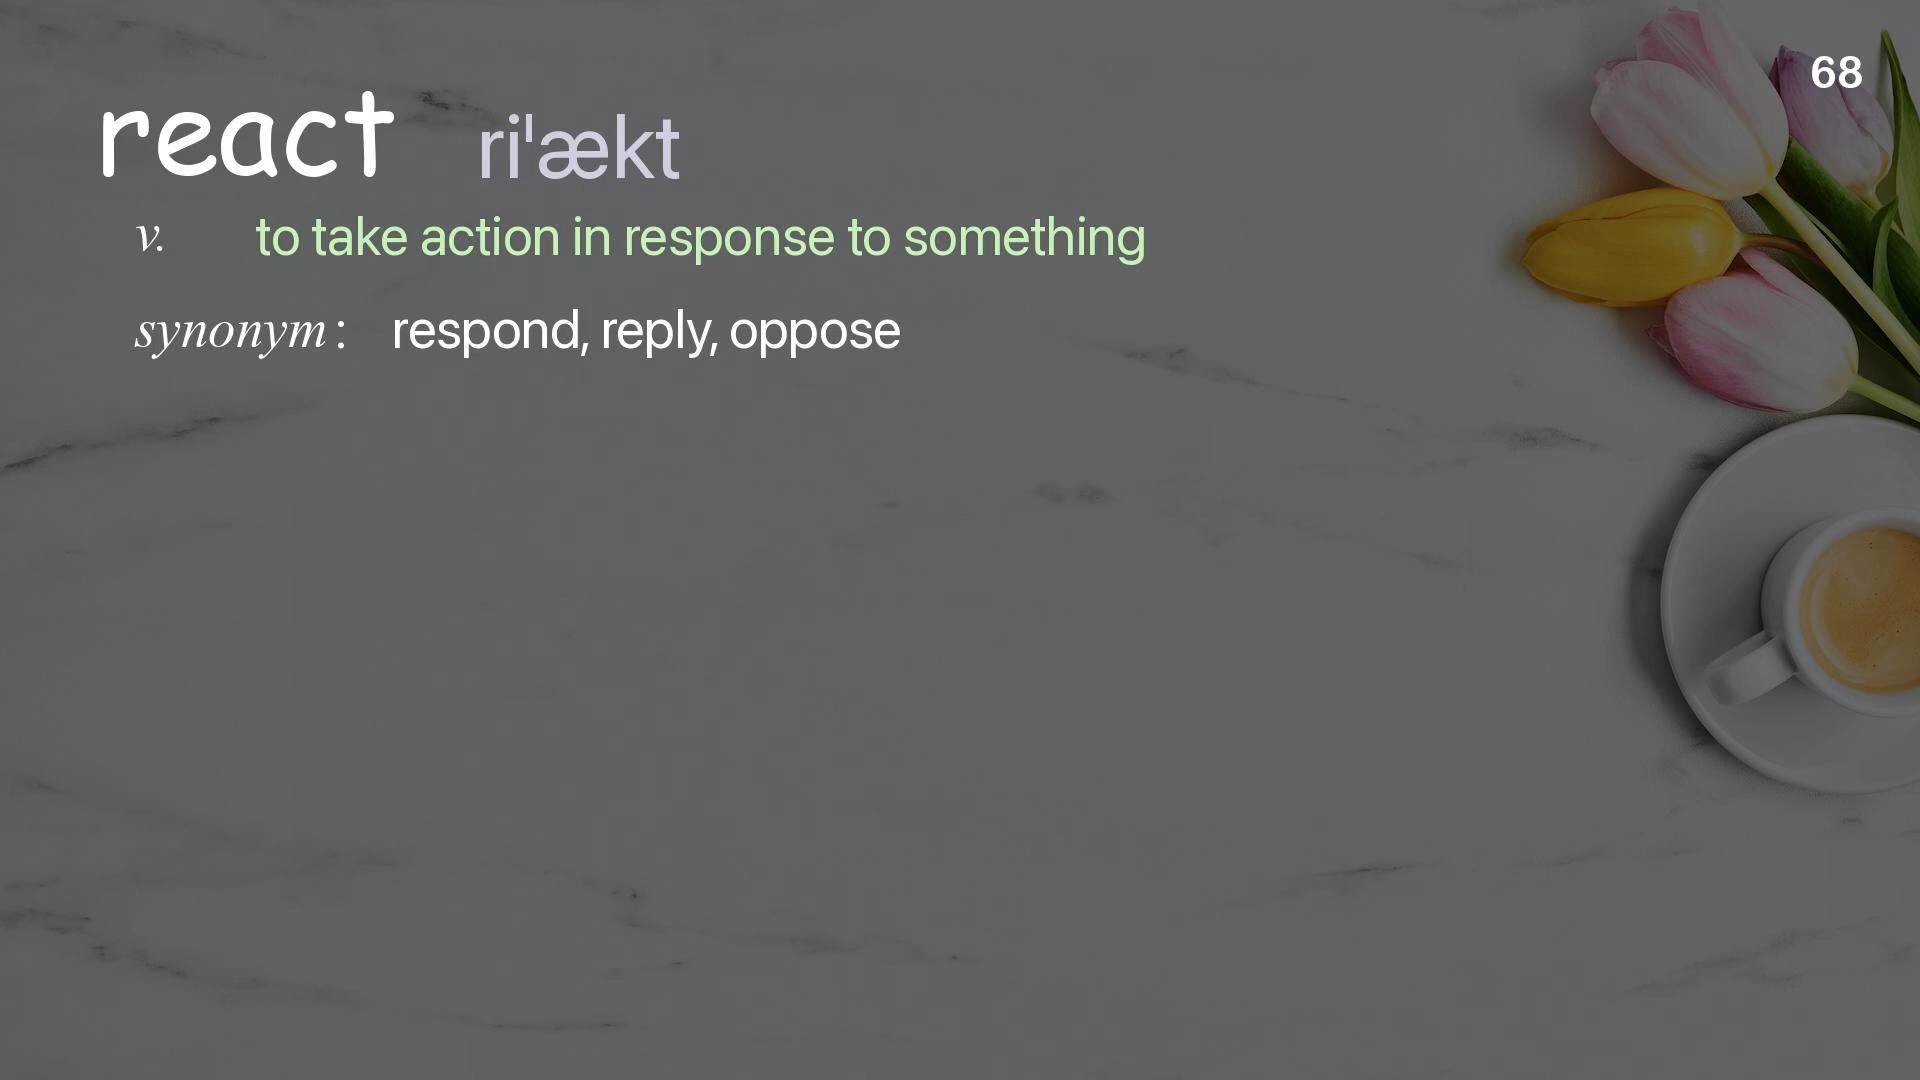 68
react ri'ækt
v. to take action in response to something
synonym: respond, reply, oppose